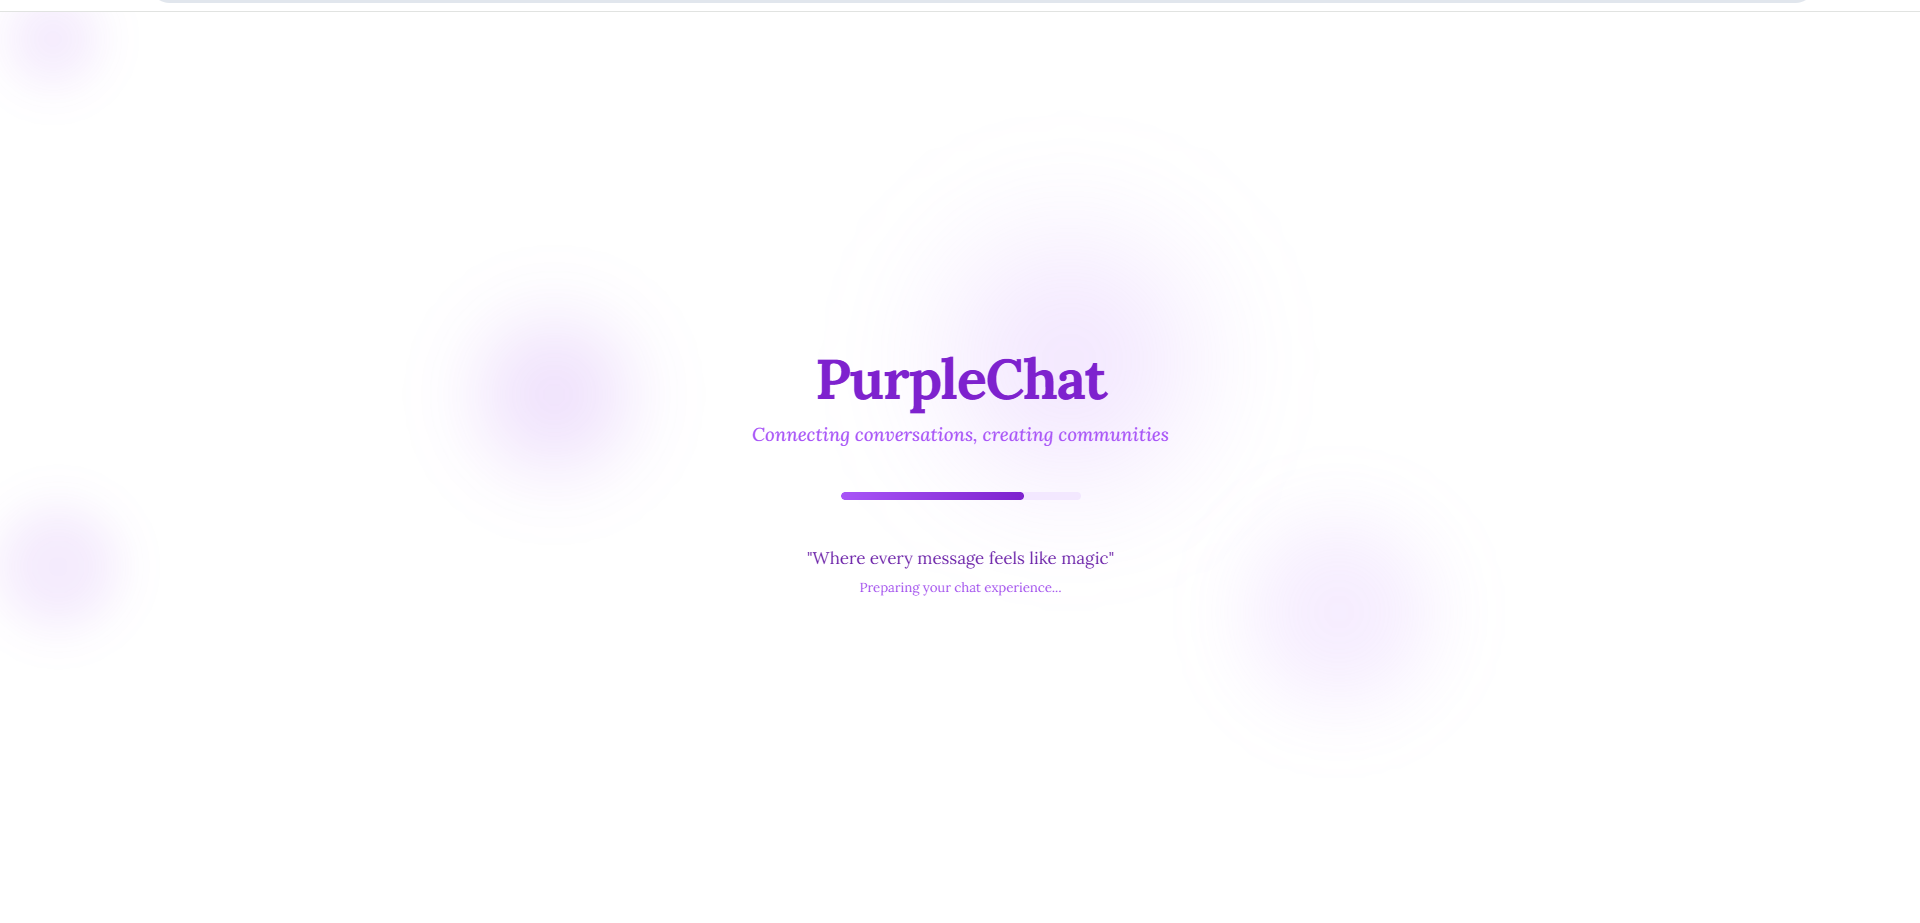 PurpleChat
Connecting conversations, creating communities
"Where every message feels like magic"
Preparing your chat experience...